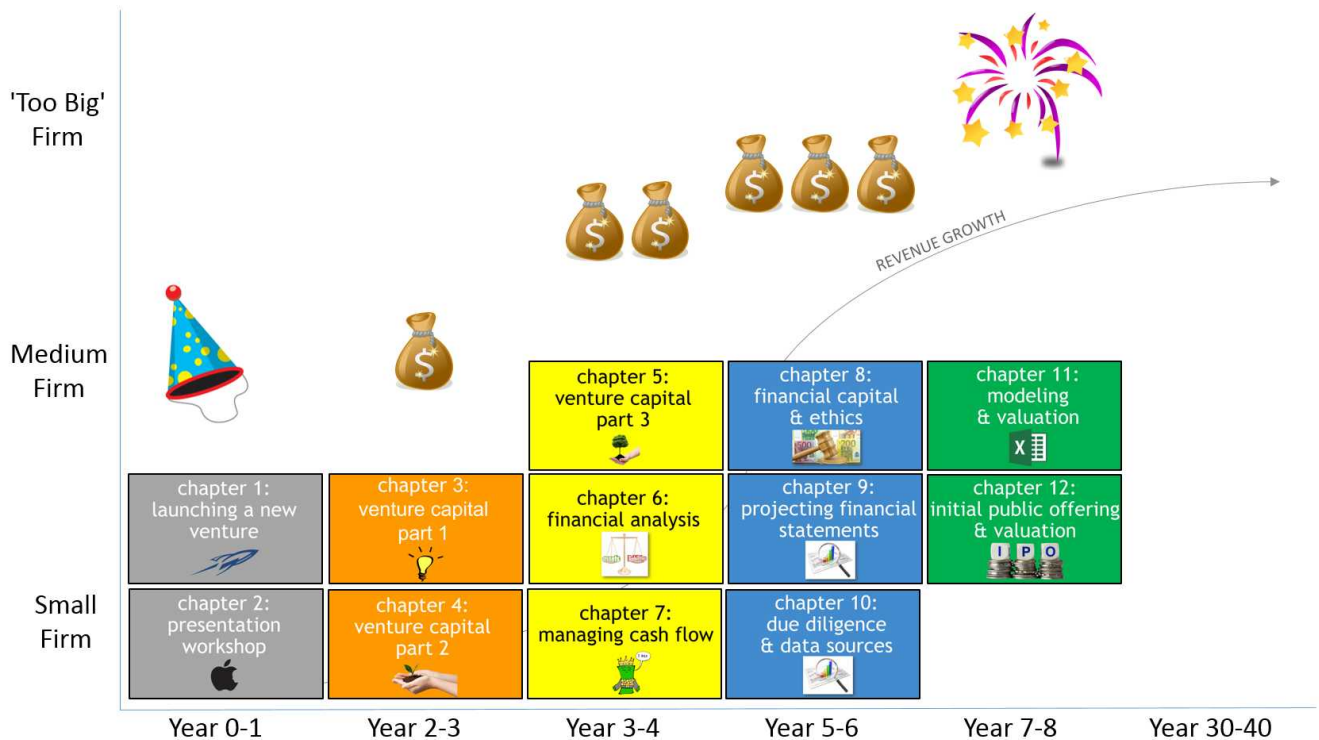 'Too Big'
Firm
$
$
$
$
$
$
REVENUE GROWTH
Medium
Firm
chapter 5:
venture capital
part 3
chapter 8:
financial capital
& ethics
chapter 11:
modeling
& valuation
X
chapter 1:
launching a new
venture
chapter 3:
venture capital
part 1
chapter 6:
financial analysis
chapter 9:
projecting financial
statements
chapter 12:
initial public offering
& valuation
I P O
Small
Firm
chapter 2:
presentation
workshop
chapter 4:
venture capital
part 2
chapter 7:
managing cash flow
chapter 10:
due diligence
& data sources
Year 0-1
Year 2-3
Year 3-4
Year 5-6
Year 7-8
Year 30-40